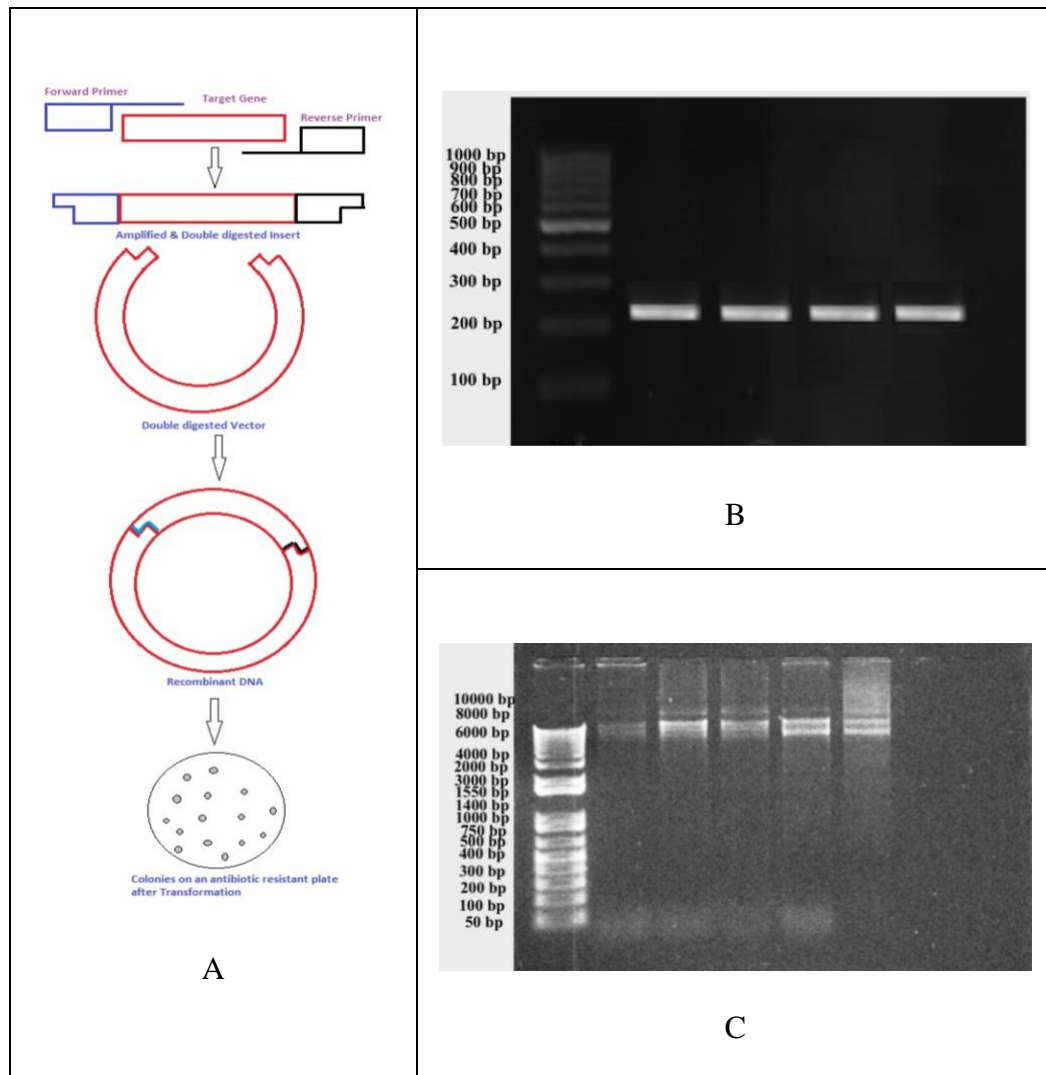 Forward Primer
Target Gene
Reverse Primer
Amplified & Double digested Insert
Double digested Vector
Recombinant DNA
Colonies on an antibiotic resistant plate
after Transformation
A
1000 bp
900 bp
800 bp
700 bp
600 bp
500 bp
400 bp
300 bp
200 bp
100 bp
B
10000 bp
8000 bp
6000 bp
4000 bp
2000 bp
3000 bp
1550 bp
1400 bp
1000 bp
750 bp
500 bp
400 bp
300 bp
200 bp
100 bp
50 bp
C